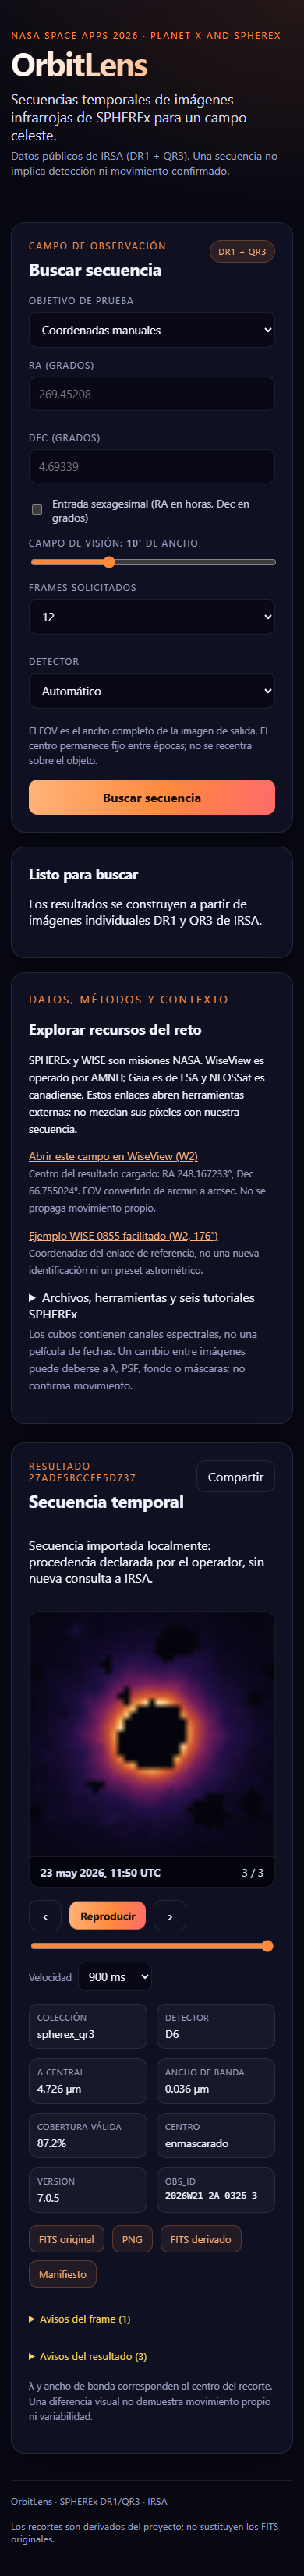 NASA SPACE APPS 2026 · PLANET X AND SPHEREX
OrbitLens
Secuencias temporales de imágenes
infrarrojas de SPHEREx para un campo
celeste.
Datos públicos de IRSA (DR1 + QR3). Una secuencia no
implica detección ni movimiento confirmado.
CAMPO DE OBSERVACIÓN
DR1 + QR3
Buscar secuencia
OBJETIVO DE PRUEBA
Coordenadas manuales
RA (GRADOS)
269.45208
DEC (GRADOS)
4.69339
Entrada sexagesimal (RA en horas, Dec en
grados)
CAMPO DE VISIÓN: 10′ DE ANCHO
FRAMES SOLICITADOS
12
DETECTOR
Automático
El FOV es el ancho completo de la imagen de salida. El
centro permanece fijo entre épocas; no se recentra
sobre el objeto.
Buscar secuencia
Listo para buscar
Los resultados se construyen a partir de
imágenes individuales DR1 y QR3 de IRSA.
DATOS, MÉTODOS Y CONTEXTO
Explorar recursos del reto
SPHEREx y WISE son misiones NASA. WiseView es
operado por AMNH; Gaia es de ESA y NEOSSat es
canadiense. Estos enlaces abren herramientas
externas: no mezclan sus píxeles con nuestra
secuencia.
Abrir este campo en WiseView (W2)
Centro del resultado cargado: RA 248.167233°, Dec
66.755024°. FOV convertido de arcmin a arcsec. No se
propaga movimiento propio.
Ejemplo WISE 0855 facilitado (W2, 176″)
Coordenadas del enlace de referencia, no una nueva
identificación ni un preset astrométrico.
▶ Archivos, herramientas y seis tutoriales
SPHEREx
Los cubos contienen canales espectrales, no una
película de fechas. Un cambio entre imágenes
puede deberse a λ, PSF, fondo o máscaras; no
confirma movimiento.
RESULTADO
27ADE5BCCEE5D737
Compartir
Secuencia temporal
Secuencia importada localmente:
procedencia declarada por el operador, sin
nueva consulta a IRSA.
23 may 2026, 11:50 UTC
3 / 3
‹
Reproducir
›
Velocidad
900 ms
COLECCIÓN
spherex_qr3
DETECTOR
D6
Λ CENTRAL
4.726 µm
ANCHO DE BANDA
0.036 µm
COBERTURA VÁLIDA
87.2%
CENTRO
enmascarado
VERSION
7.0.5
OBS_ID
2026W21_2A_0325_3
FITS original
PNG
FITS derivado
Manifiesto
▶ Avisos del frame (1)
▶ Avisos del resultado (3)
λ y ancho de banda corresponden al centro del recorte.
Una diferencia visual no demuestra movimiento propio
ni variabilidad.
OrbitLens · SPHEREx DR1/QR3 · IRSA
Los recortes son derivados del proyecto; no sustituyen los FITS
originales.